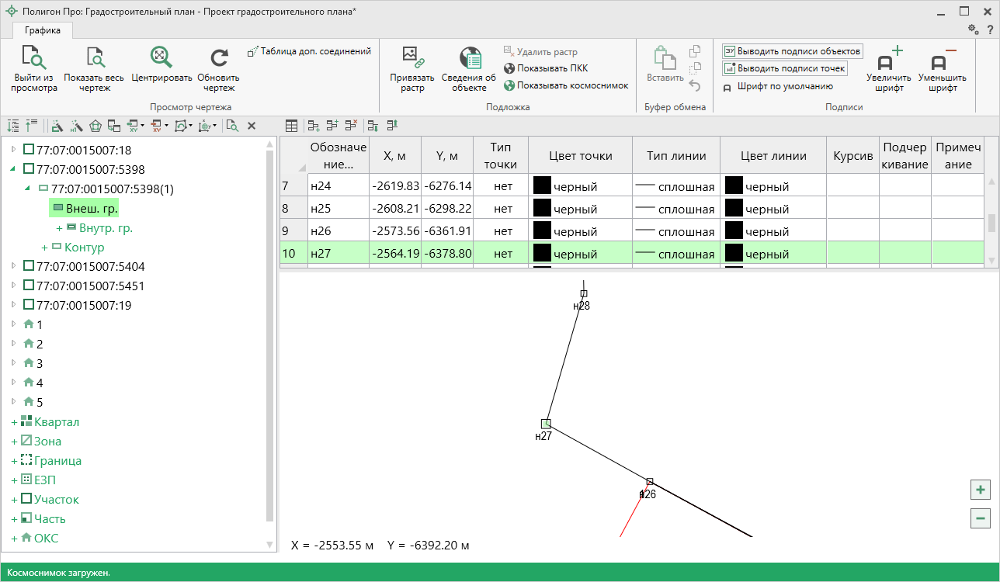 Полигон Про: Градостроительный план - Проект градостроительного плана*
Графика
?
Выйти из просмотра
Показать весь чертеж
Центрировать
Обновить чертеж
Таблица доп. соединений
Просмотр чертежа
Привязать растр
Сведения об объекте
Удалить растр
Показывать ПКК
Показывать космоснимок
Подложка
Вставить
Буфер обмена
Выводить подписи объектов
Выводить подписи точек
Шрифт по умолчанию
Увеличить шрифт
Уменьшить шрифт
Подписи
77:07:0015007:18
77:07:0015007:5398
77:07:0015007:5398(1)
Внеш. гр.
+ Внутр. гр.
+ Контур
77:07:0015007:5404
77:07:0015007:5451
77:07:0015007:19
1
2
3
4
5
+ Квартал
+ Зона
+ Граница
+ ЕЗП
+ Участок
+ Часть
+ ОКС
Обозначение... X, м Y, м Тип точки Цвет точки Тип линии Цвет линии Курсив Подчеркивание Примечание
7 н24 -2619.83 -6276.14 нет черный сплошная черный
8 н25 -2608.21 -6298.22 нет черный сплошная черный
9 н26 -2573.56 -6361.91 нет черный сплошная черный
10 н27 -2564.19 -6378.80 нет черный сплошная черный
н28
н27
н26
X = -2553.55 м Y = -6392.20 м
Космоснимок загружен.